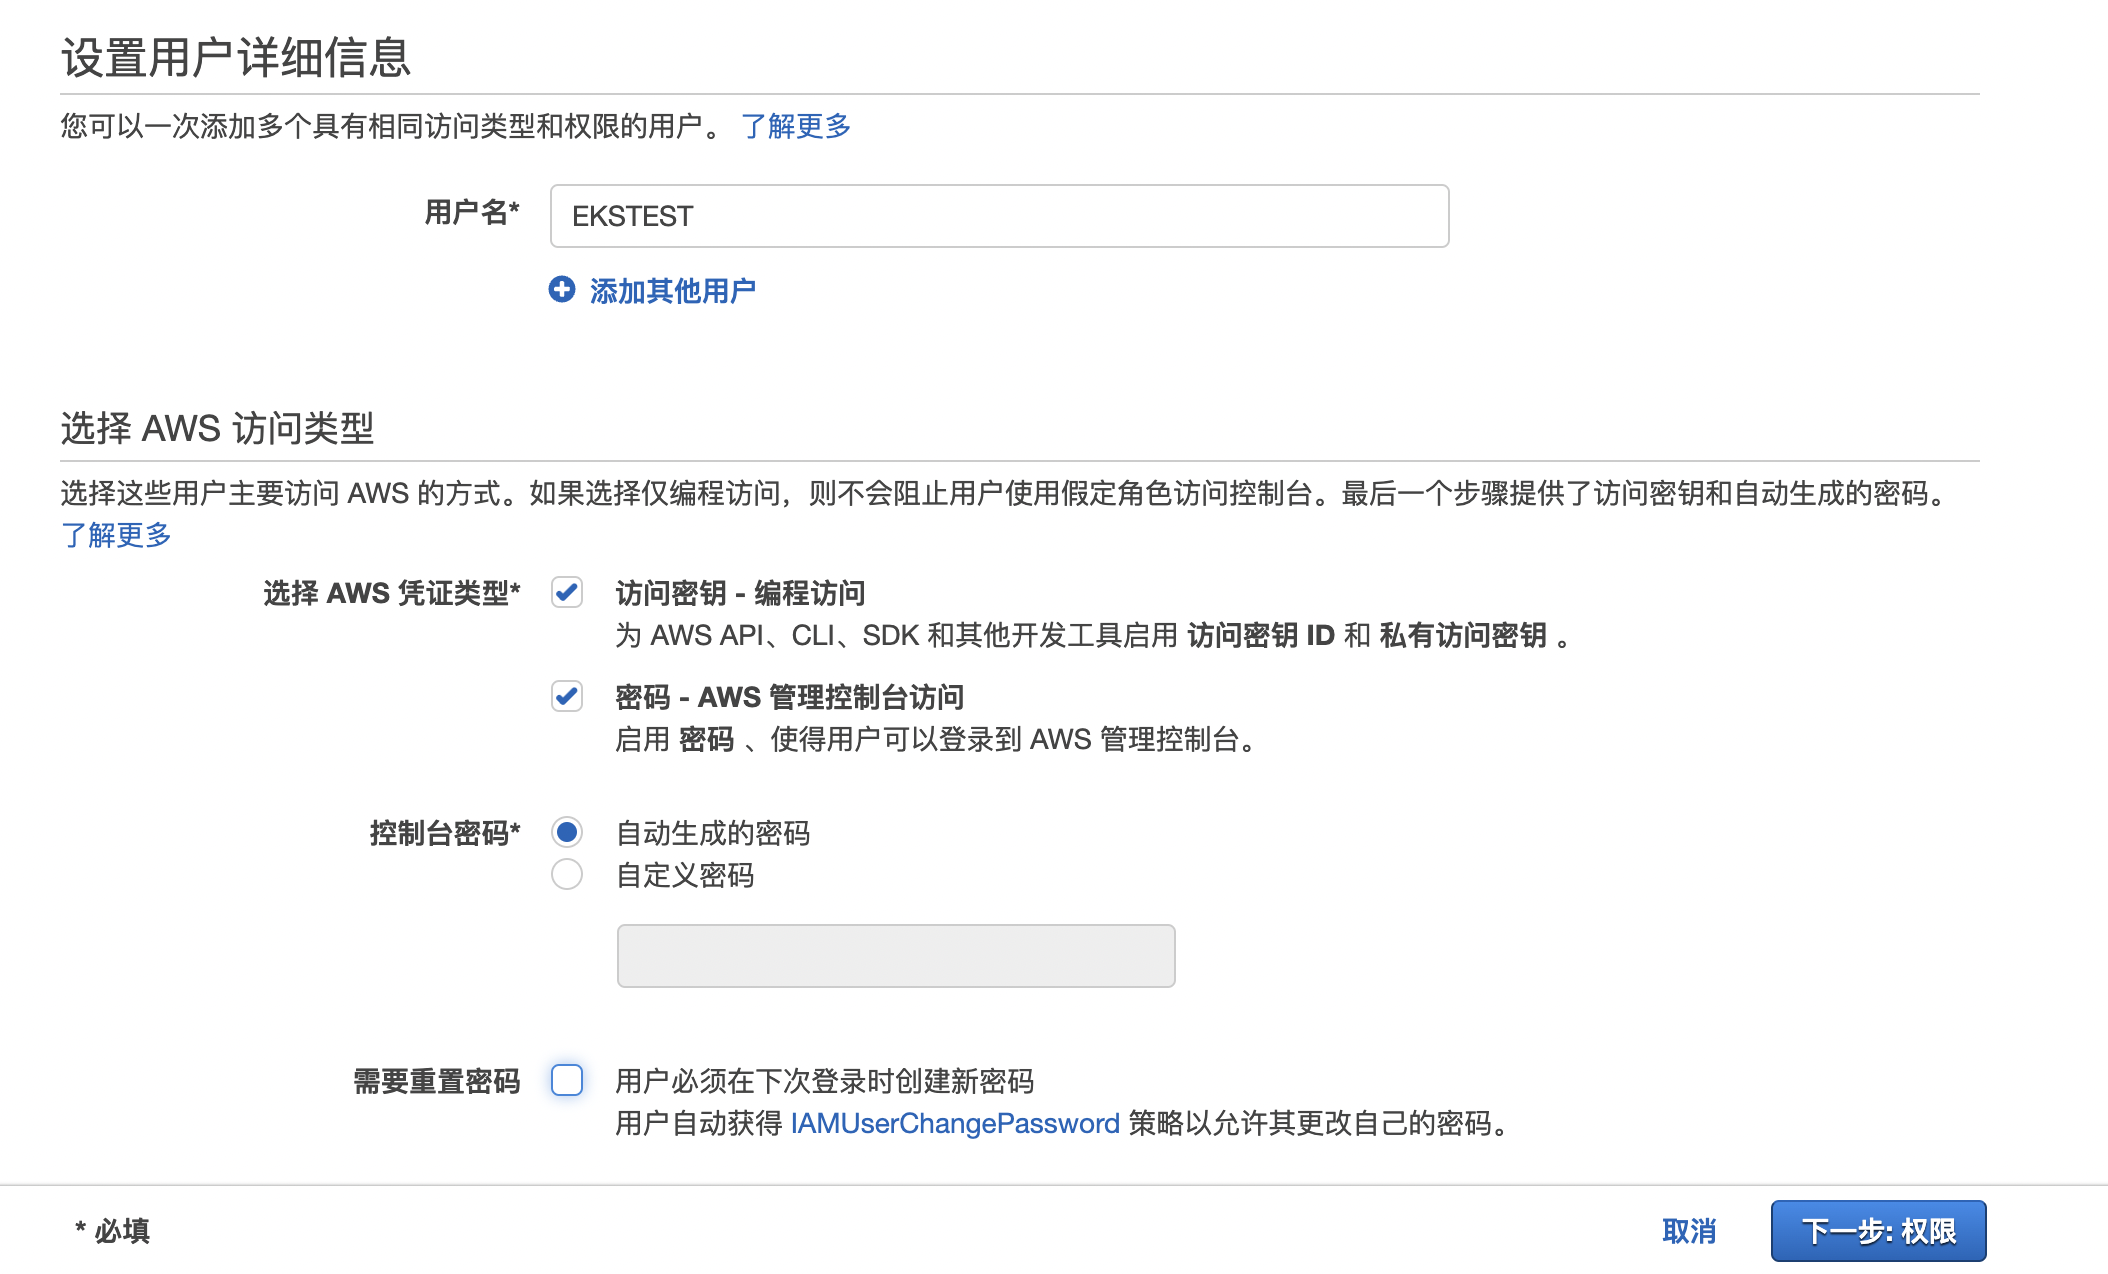 设置用户详细信息
您可以一次添加多个具有相同访问类型和权限的用户。 了解更多
用户名* EKSTEST
添加其他用户
选择 AWS 访问类型
选择这些用户主要访问 AWS 的方式。如果选择仅编程访问，则不会阻止用户使用假定角色访问控制台。最后一个步骤提供了访问密钥和自动生成的密码。
了解更多
选择 AWS 凭证类型* 访问密钥 - 编程访问
为 AWS API、CLI、SDK 和其他开发工具启用 访问密钥 ID 和 私有访问密钥 。
密码 - AWS 管理控制台访问
启用 密码 、使得用户可以登录到 AWS 管理控制台。
控制台密码* 自动生成的密码
自定义密码
需要重置密码 用户必须在下次登录时创建新密码
用户自动获得 IAMUserChangePassword 策略以允许其更改自己的密码。
* 必填 取消 下一步: 权限